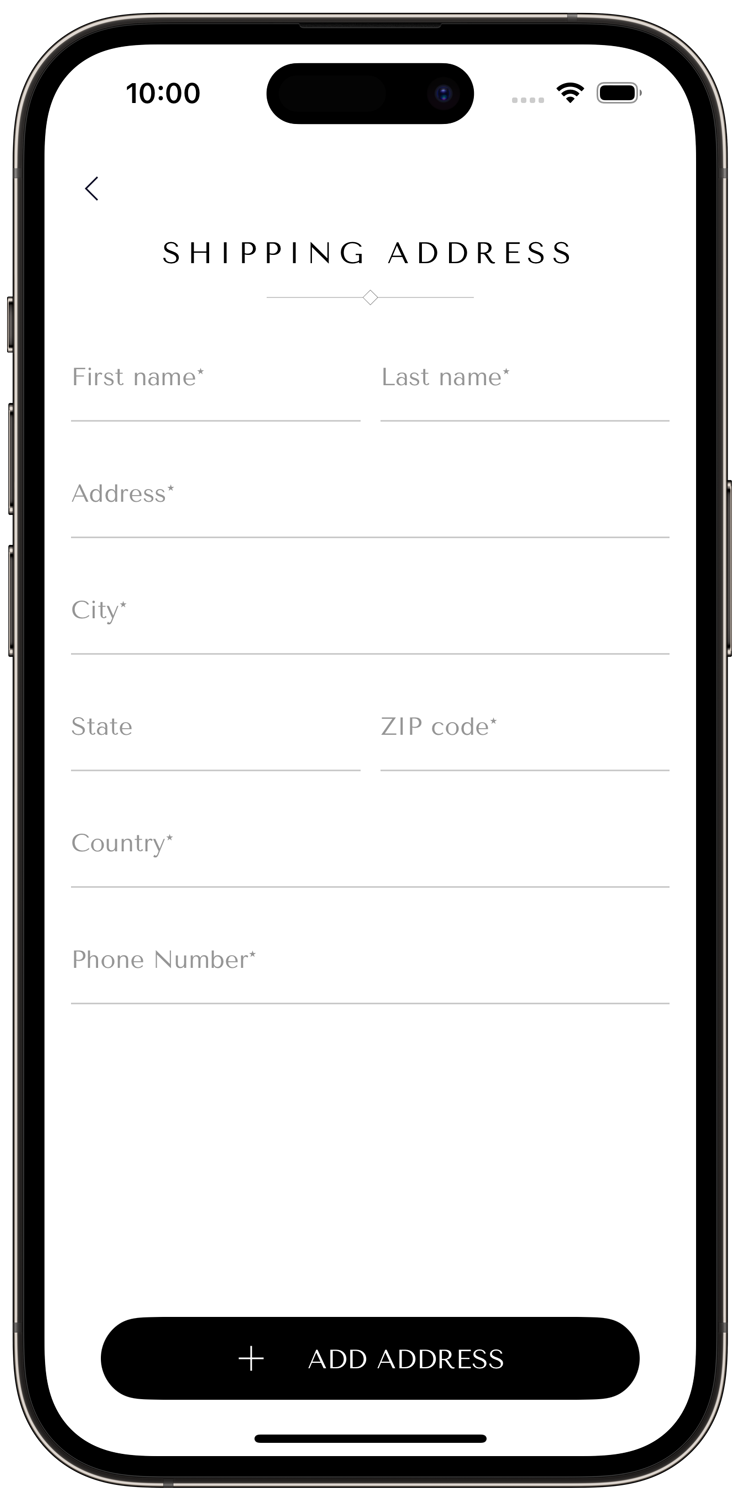 10:00
SHIPPING ADDRESS
First name* Last name*
Address*
City*
State ZIP code*
Country*
Phone Number*
+ ADD ADDRESS